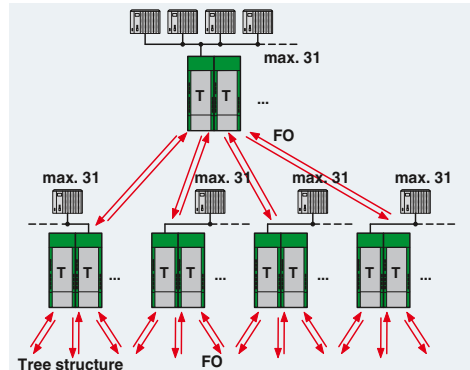 max. 31
T T ...
FO
max. 31 max. 31 max. 31 max. 31
T T ... T T ... T T ... T T ...
Tree structure FO